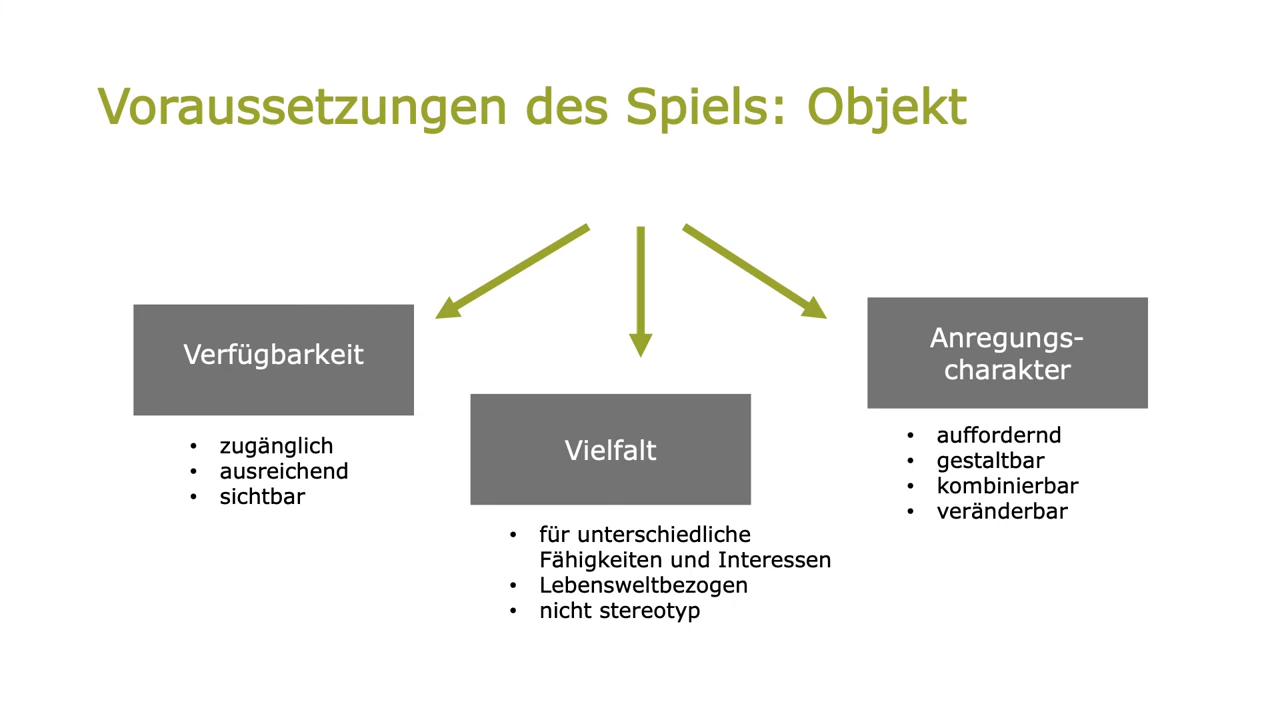 Voraussetzungen des Spiels: Objekt
Verfügbarkeit
• zugänglich
• ausreichend
• sichtbar
Vielfalt
• für unterschiedliche
Fähigkeiten und Interessen
• Lebensweltbezogen
• nicht stereotyp
Anregungs-
charakter
• auffordernd
• gestaltbar
• kombinierbar
• veränderbar